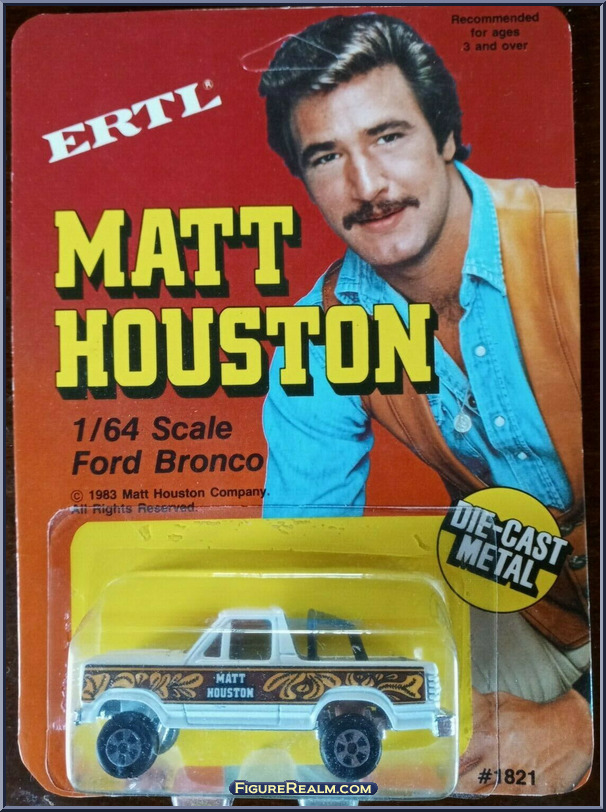 Recommended
for ages
3 and over
ERTL®
MATT
HOUSTON
1/64 Scale
Ford Bronco
© 1983 Matt Houston Company.
All Rights Reserved.
DIE-CAST
METAL
MATT
HOUSTON
#1821
FIGUREREALM.COM